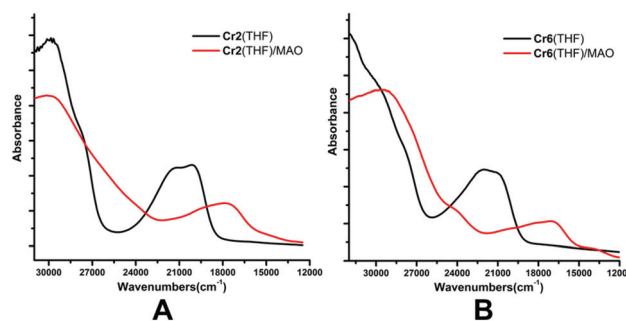 Cr2(THF)
Cr2(THF)/MAO
Absorbance
30000 27000 24000 21000 18000 15000 12000
Wavenumbers(cm-1)
A
Cr6(THF)
Cr6(THF)/MAO
Absorbance
30000 27000 24000 21000 18000 15000 12000
Wavenumbers(cm-1)
B